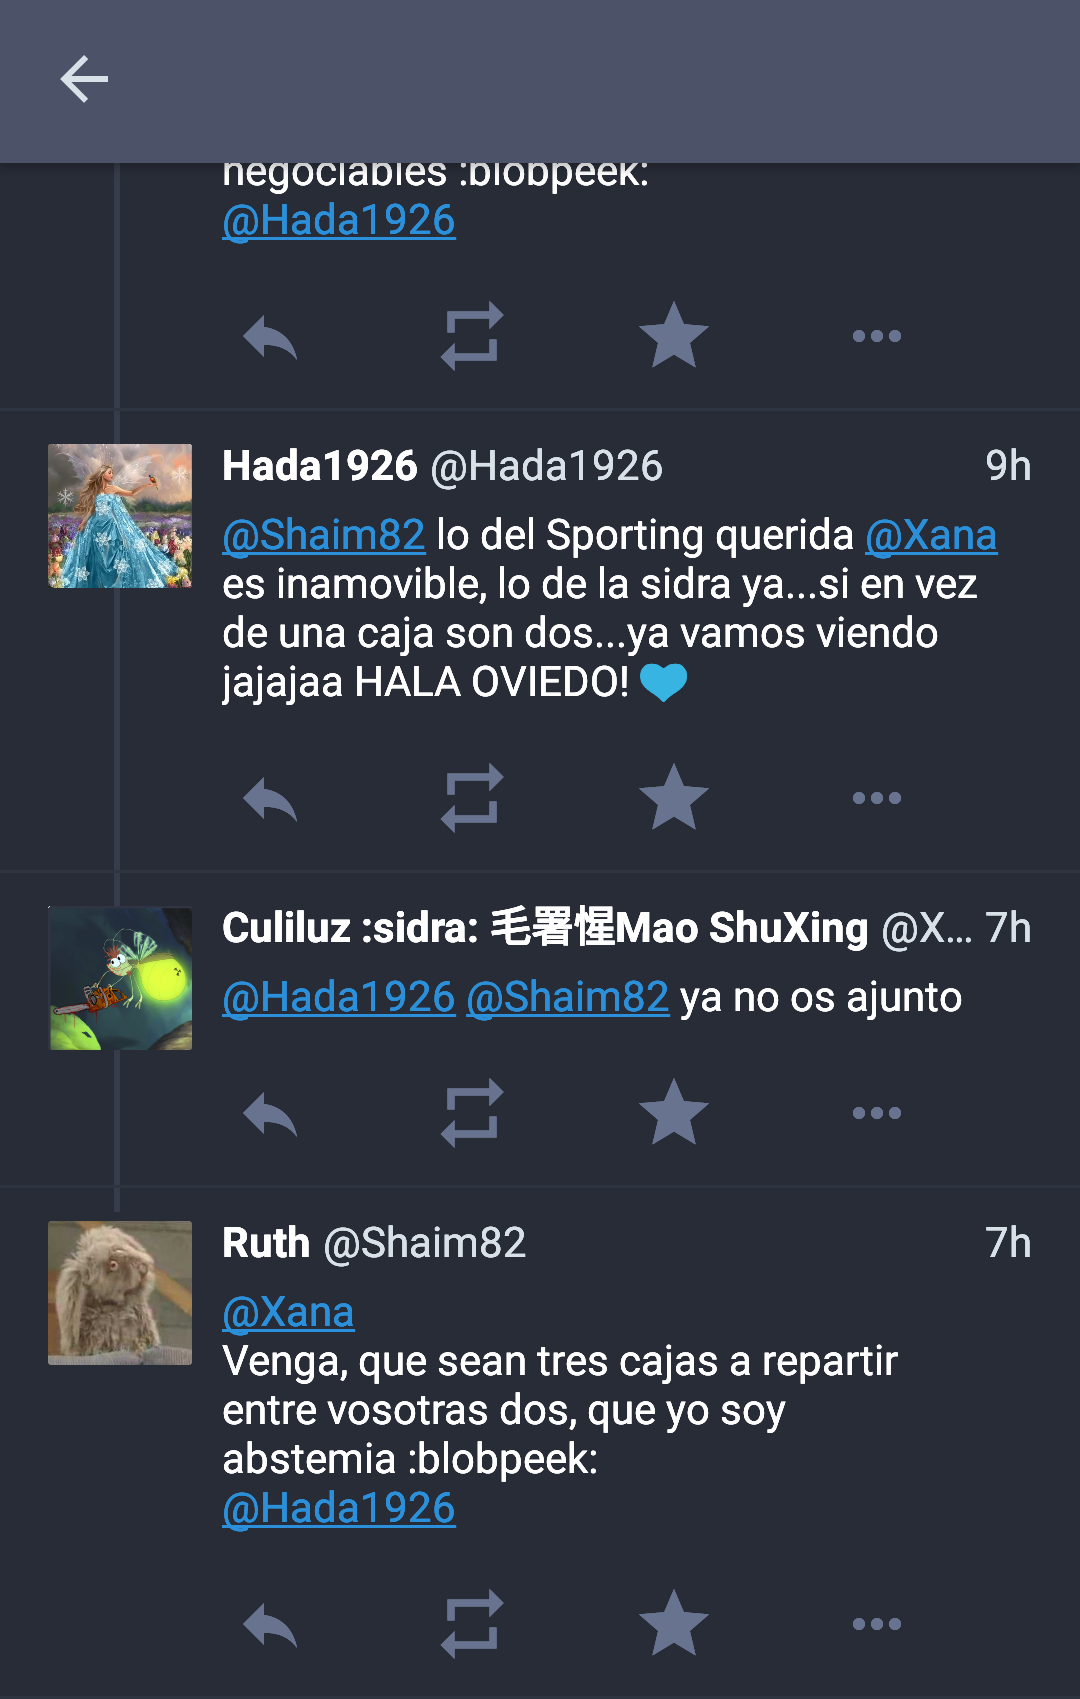 negociables :blobpeek:
@Hada1926
Hada1926 @Hada1926 9h
@Shaim82 lo del Sporting querida @Xana
es inamovible, lo de la sidra ya...si en vez
de una caja son dos...ya vamos viendo
jajajaa HALA OVIEDO! 🩵
Culiluz :sidra: 毛署惺Mao ShuXing @X... 7h
@Hada1926 @Shaim82 ya no os ajunto
Ruth @Shaim82 7h
@Xana
Venga, que sean tres cajas a repartir
entre vosotras dos, que yo soy
abstemia :blobpeek:
@Hada1926